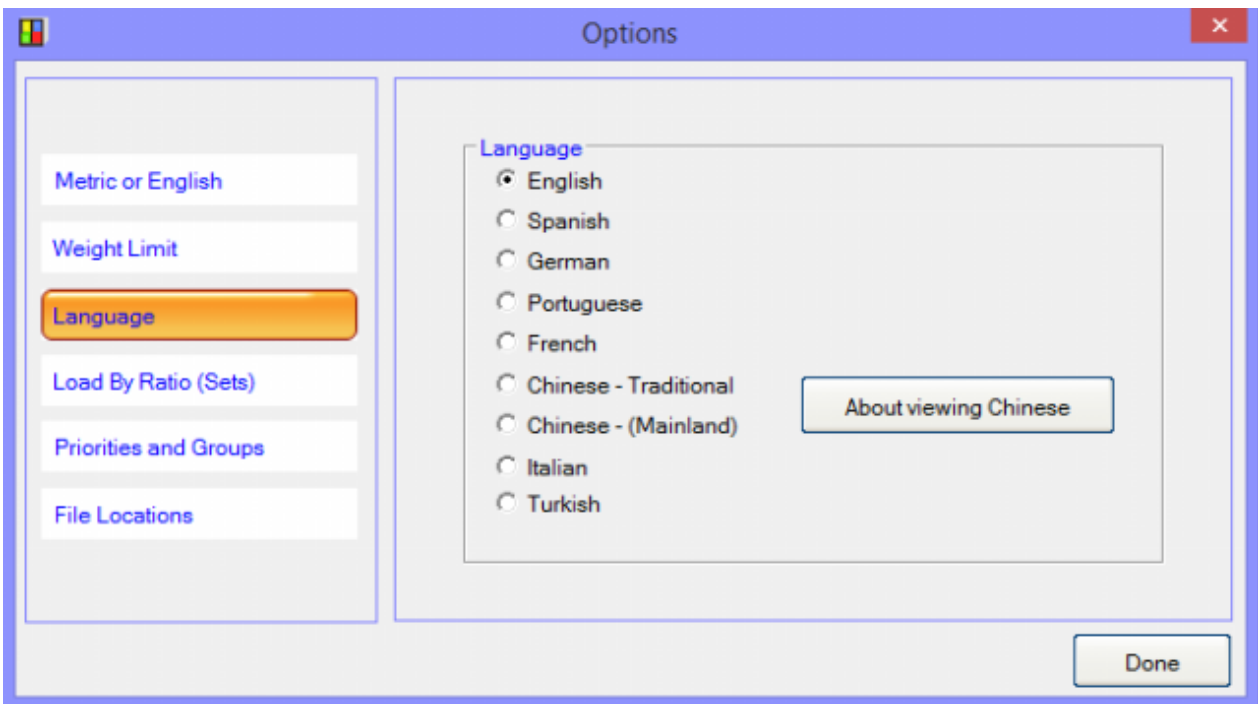 Options
Metric or English
Weight Limit
Language
Load By Ratio (Sets)
Priorities and Groups
File Locations
Language
English
Spanish
German
Portuguese
French
Chinese - Traditional
Chinese - (Mainland)
About viewing Chinese
Italian
Turkish
Done